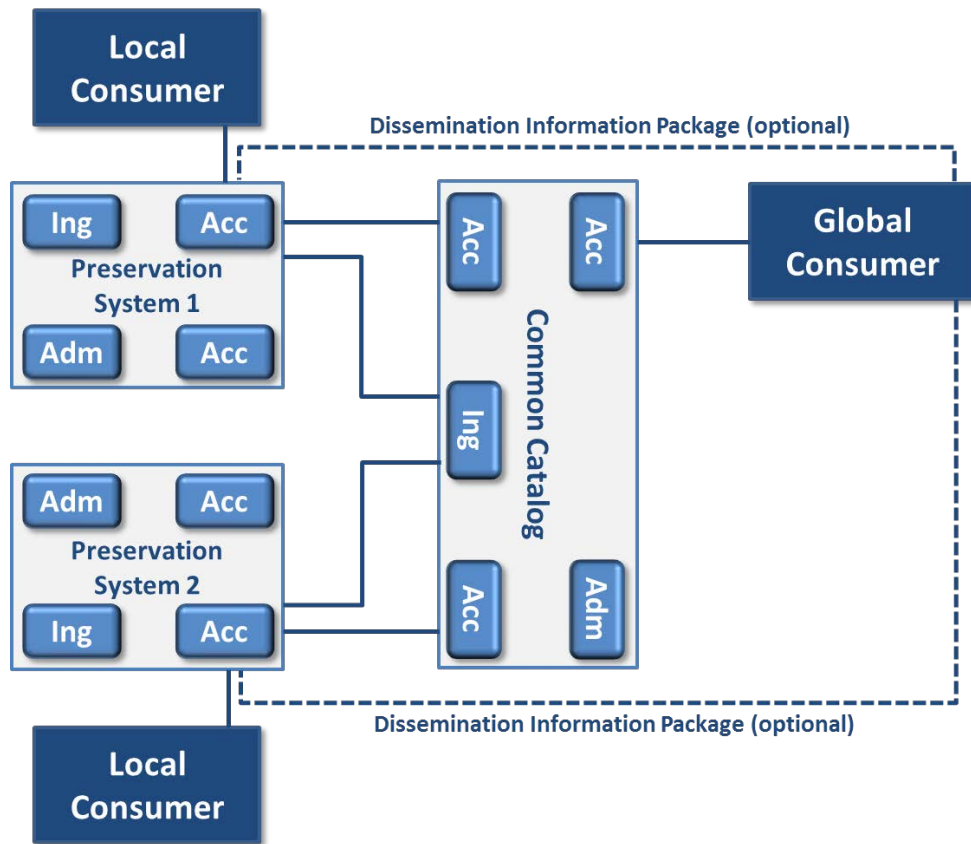 Local
Consumer
Dissemination Information Package (optional)
Ing
Acc
Preservation
System 1
Adm
Acc
Acc
Acc
Global
Consumer
Ing
Common Catalog
Adm
Acc
Preservation
System 2
Ing
Acc
Acc
Adm
Dissemination Information Package (optional)
Local
Consumer